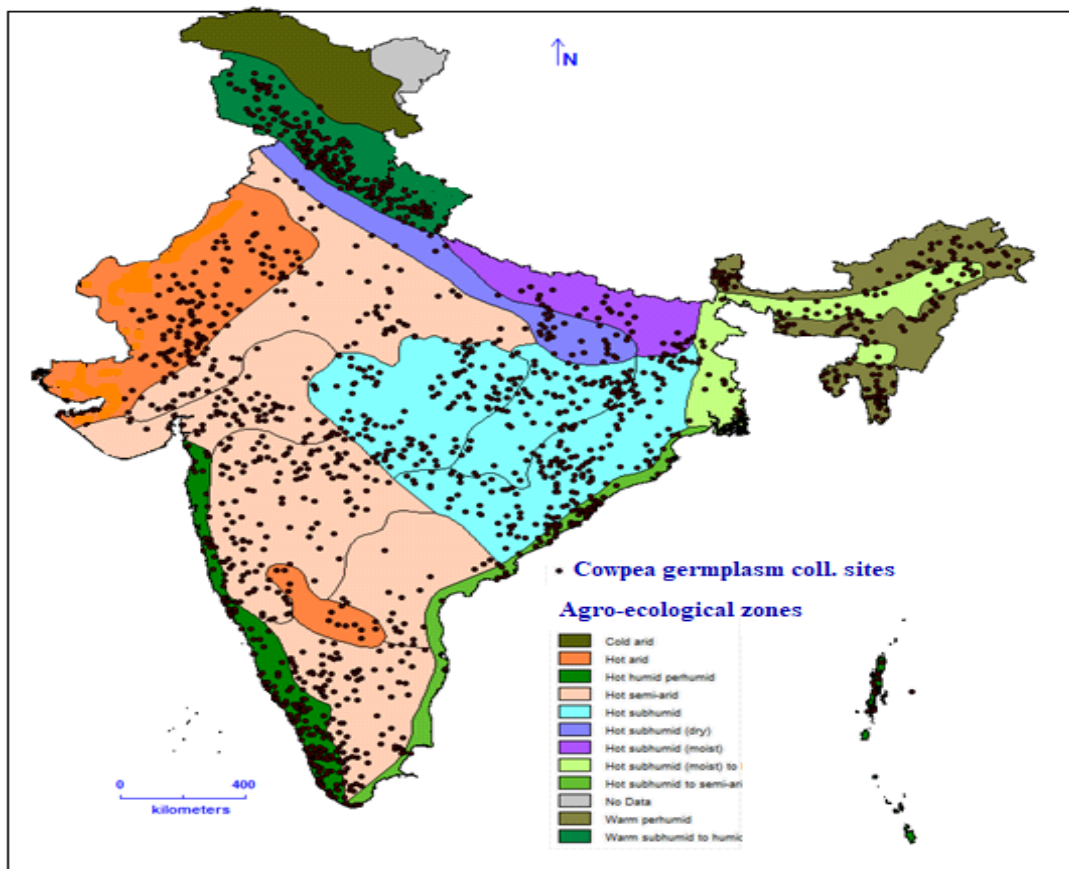 N
Cowpea germplasm coll. sites
Agro-ecological zones
Cold arid
Hot arid
Hot humid perhumid
Hot semi-arid
Hot subhumid
Hot subhumid (dry)
Hot subhumid (moist)
Hot subhumid (moist) to
Hot subhumid to semi-ari
No Data
Warm perhumid
Warm subhumid to humid
0 400
kilometers